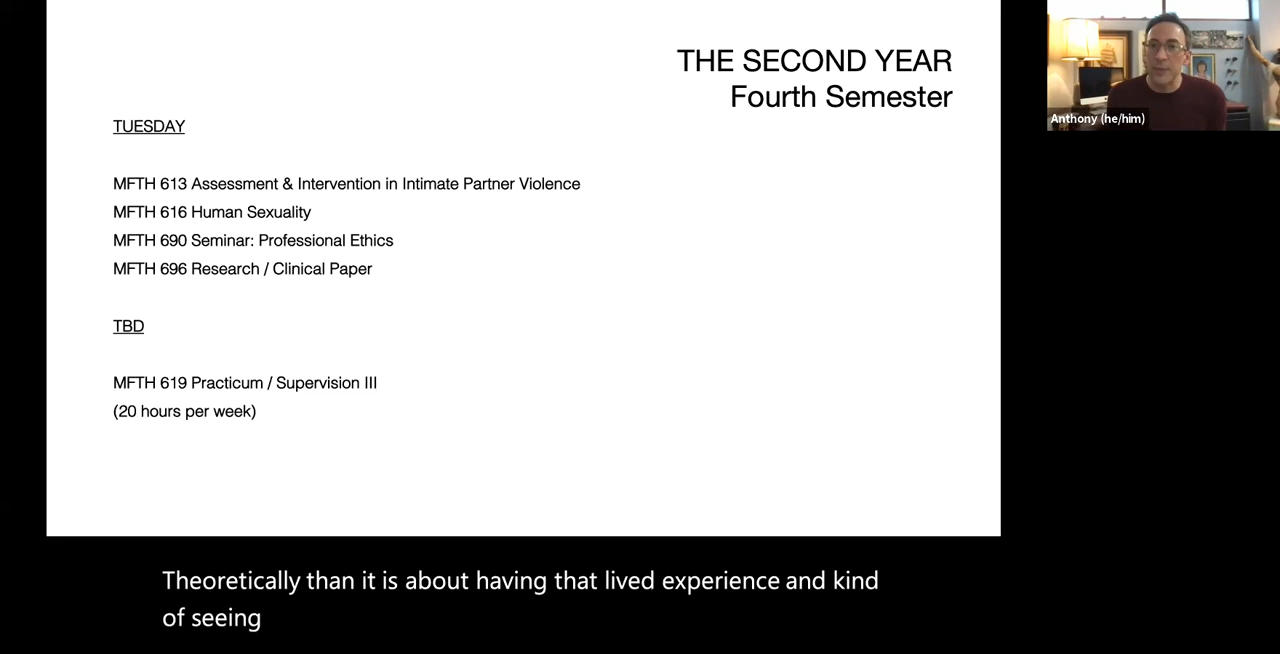 THE SECOND YEAR
Fourth Semester
TUESDAY
MFTH 613 Assessment & Intervention in Intimate Partner Violence
MFTH 616 Human Sexuality
MFTH 690 Seminar: Professional Ethics
MFTH 696 Research / Clinical Paper
TBD
MFTH 619 Practicum / Supervision III
(20 hours per week)
Anthony (he/him)
Theoretically than it is about having that lived experience and kind
of seeing